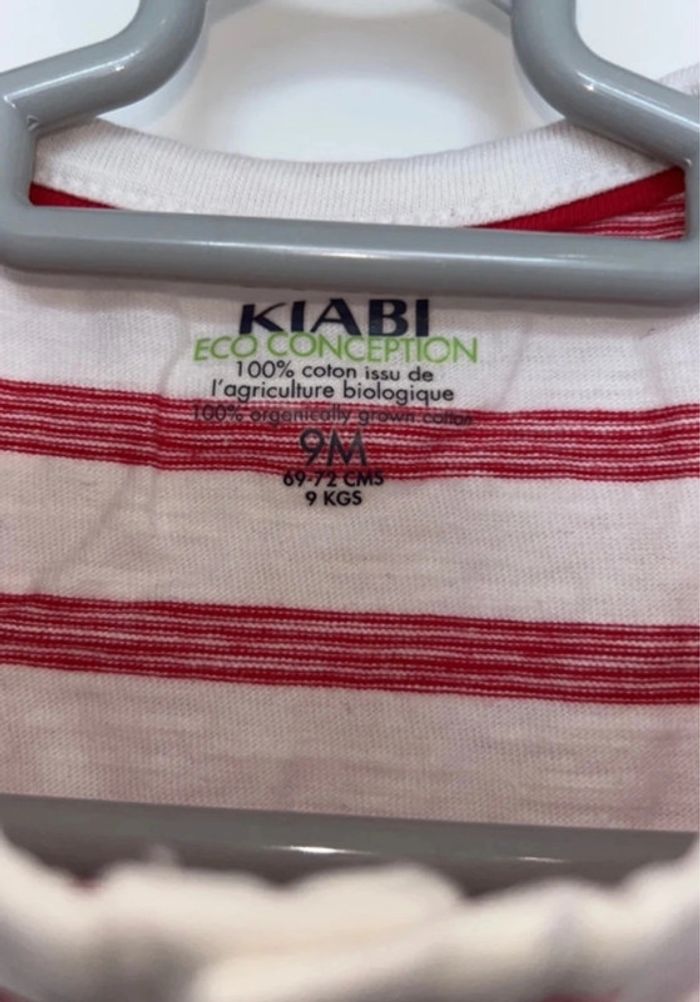 KIABI
ECO CONCEPTION
100% coton issu de
l'agriculture biologique
100% organically grown cotton
9M
69-72 CMS
9 KGS